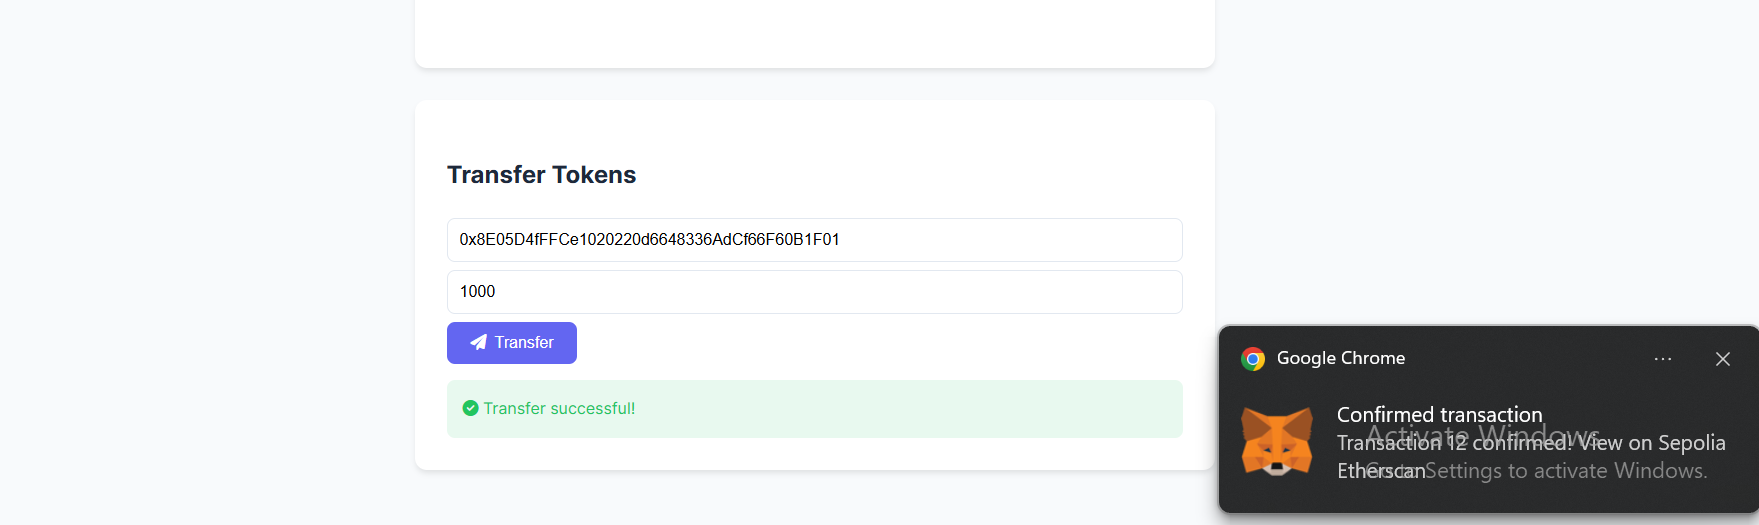 Transfer Tokens
0x8E05D4fFFCe1020220d6648336AdCf66F60B1F01
1000
Transfer
Transfer successful!
Google Chrome
Confirmed transaction
Transaction 12 confirmed! View on Sepolia
Etherscan
Activate Windows
Go to Settings to activate Windows.